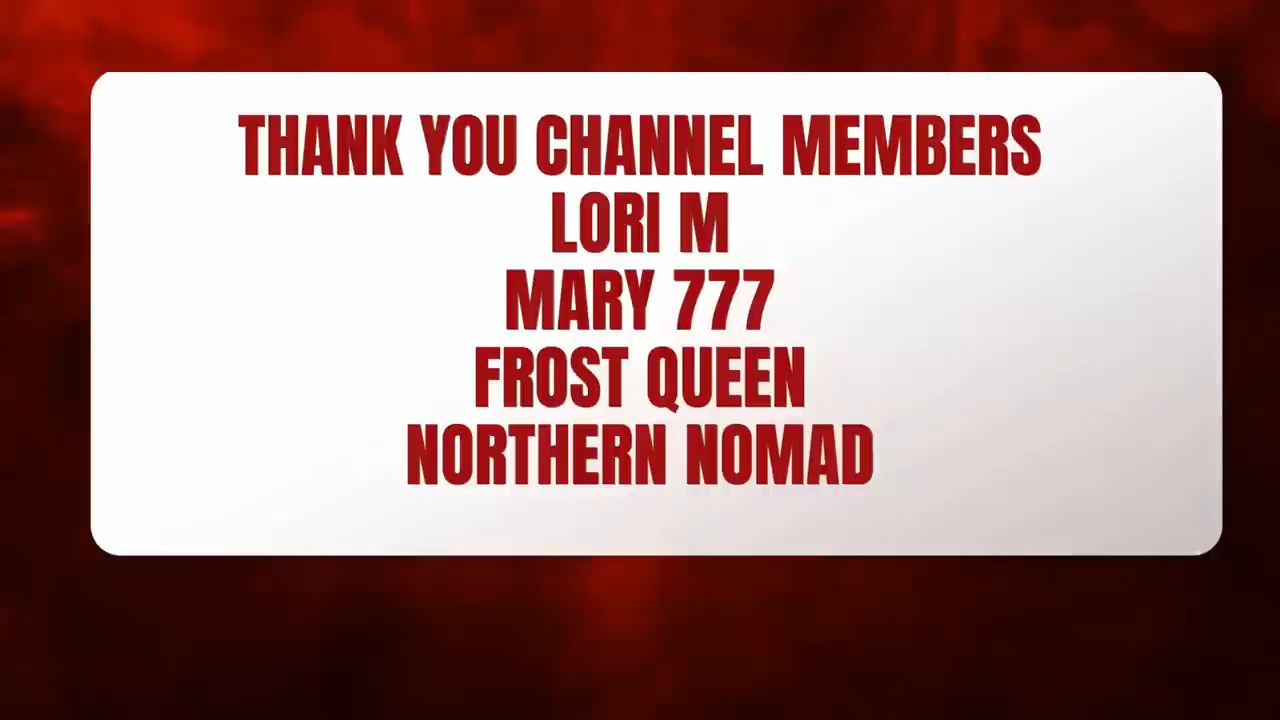 THANK YOU CHANNEL MEMBERS
LORI M
MARY 777
FROST QUEEN
NORTHERN NOMAD